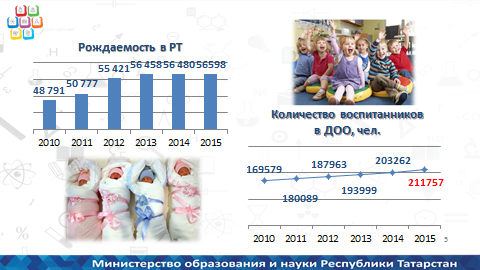 Рождаемость в РТ
48 791
50 777
55 421
56 458
56 480
56598
2010 2011 2012 2013 2014 2015
Количество воспитанников
в ДОО, чел.
169579
180089
187963
193999
203262
211757
2010 2011 2012 2013 2014 2015
5
Министерство образования и науки Республики Татарстан